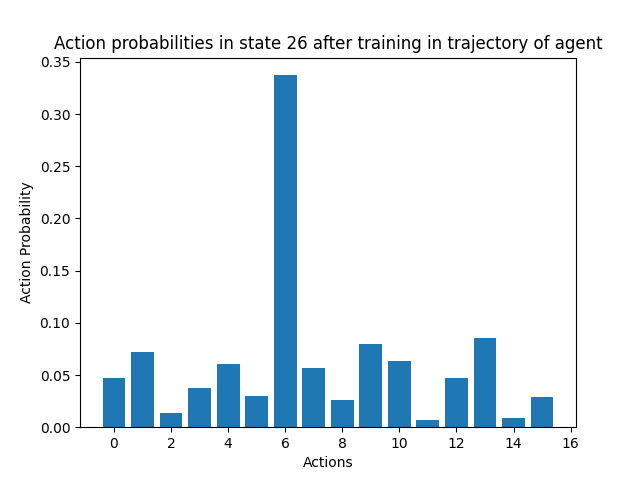 Action probabilities in state 26 after training in trajectory of agent
0.35
0.30
0.25
0.20
0.15
0.10
0.05
0.00
Action Probability
0 2 4 6 8 10 12 14 16
Actions